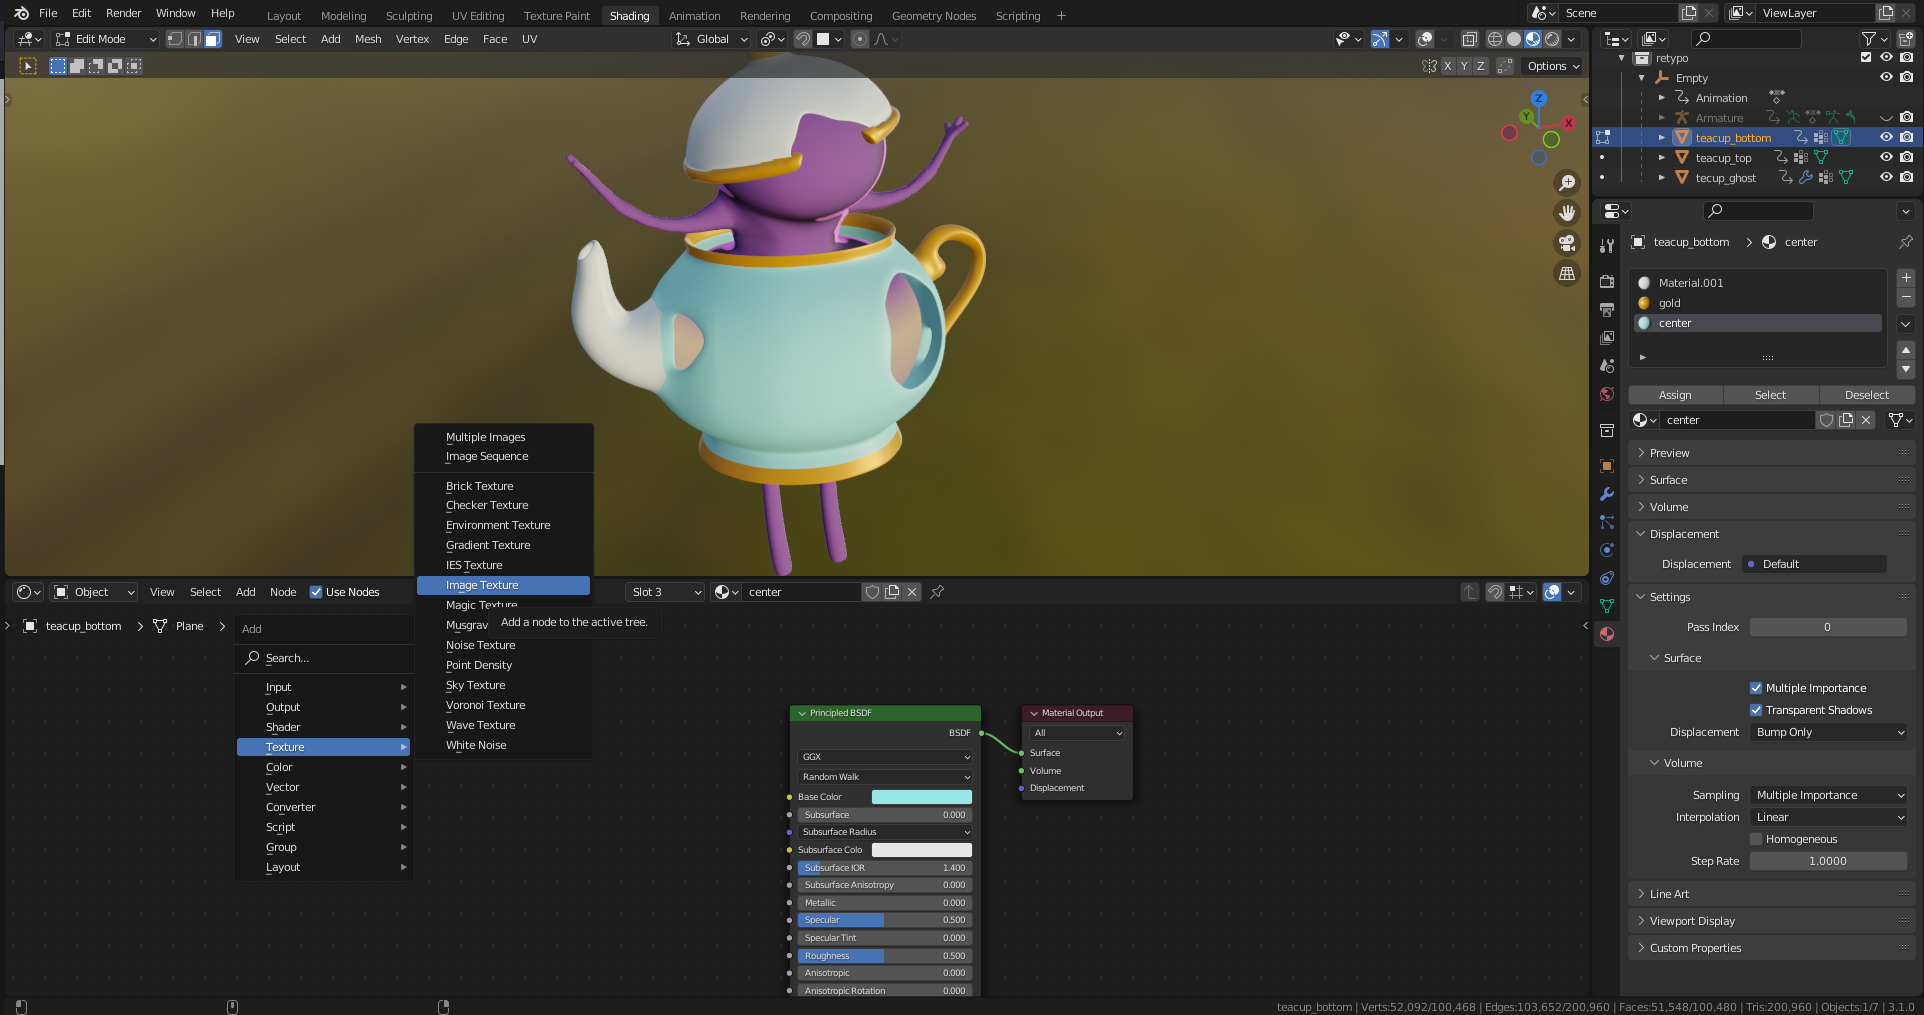 File Edit Render Window Help Layout Modeling Sculpting UV Editing Texture Paint Shading Animation Rendering Compositing Geometry Nodes Scripting + Scene ViewLayer
Edit Mode View Select Add Mesh Vertex Edge Face UV Global
X Y Z Options
Z
Y
X
retypo
Empty
Animation
Armature
teacup_bottom
teacup_top
tecup_ghost
teacup_bottom > center
Material.001
gold
center
Assign Select Deselect
center
Preview
Surface
Volume
Displacement
Displacement Default
Settings
Pass Index 0
Surface
Multiple Importance
Transparent Shadows
Displacement Bump Only
Volume
Sampling Multiple Importance
Interpolation Linear
Homogeneous
Step Rate 1.0000
Line Art
Viewport Display
Custom Properties
Object View Select Add Node Use Nodes Slot 3 center
teacup_bottom > Plane >
Add
Search...
Input
Output
Shader
Texture
Color
Vector
Converter
Script
Group
Layout
Multiple Images
Image Sequence
Brick Texture
Checker Texture
Environment Texture
Gradient Texture
IES Texture
Image Texture
Magic Texture
Musgrav
Add a node to the active tree.
Noise Texture
Point Density
Sky Texture
Voronoi Texture
Wave Texture
White Noise
Principled BSDF
BSDF
GGX
Random Walk
Base Color
Subsurface 0.000
Subsurface Radius
Subsurface Colo
Subsurface IOR 1.400
Subsurface Anisotropy 0.000
Metallic 0.000
Specular 0.500
Specular Tint 0.000
Roughness 0.500
Anisotropic 0.000
Anisotropic Rotation 0.000
Material Output
All
Surface
Volume
Displacement
teacup_bottom | Verts:52,092/100,468 | Edges:103,652/200,960 | Faces:51,548/100,480 | Tris:200,960 | Objects:1/7 | 3.1.0